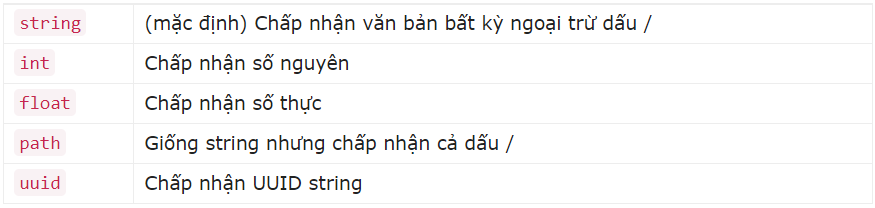 string (mặc định) Chấp nhận văn bản bất kỳ ngoại trừ dấu /
int Chấp nhận số nguyên
float Chấp nhận số thực
path Giống string nhưng chấp nhận cả dấu /
uuid Chấp nhận UUID string